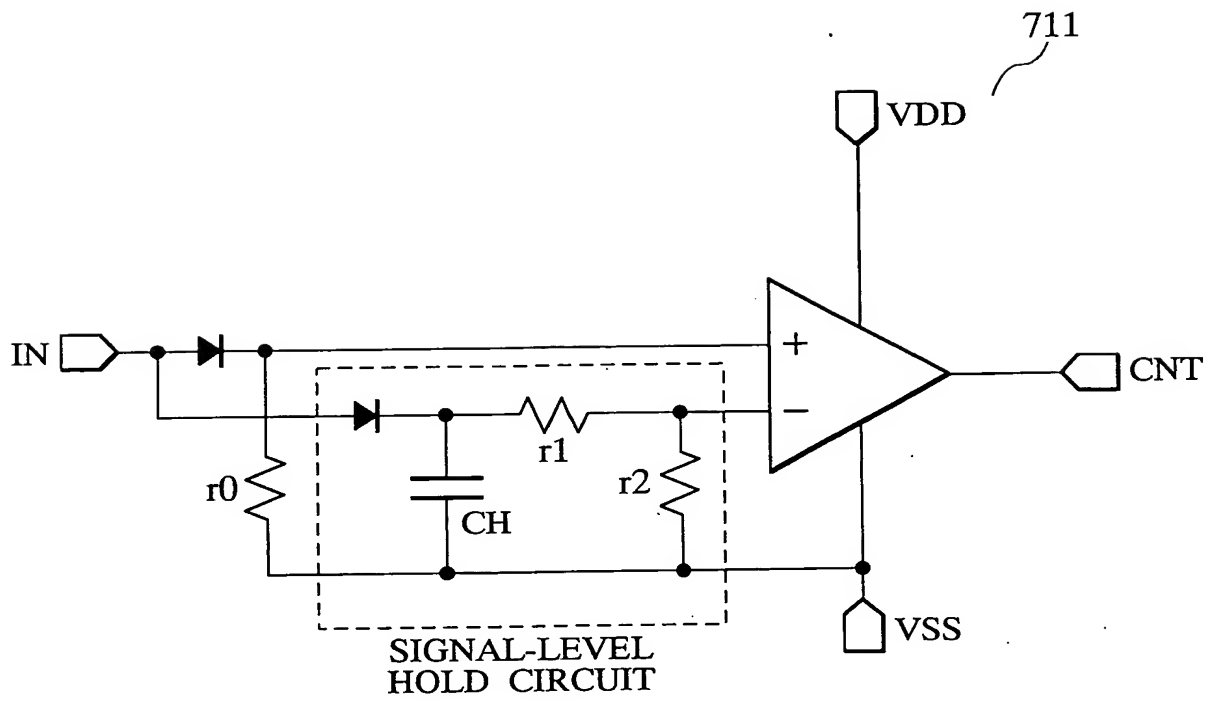 711
VDD
IN
CNT
r1
r0
r2
CH
VSS
SIGNAL-LEVEL
HOLD CIRCUIT